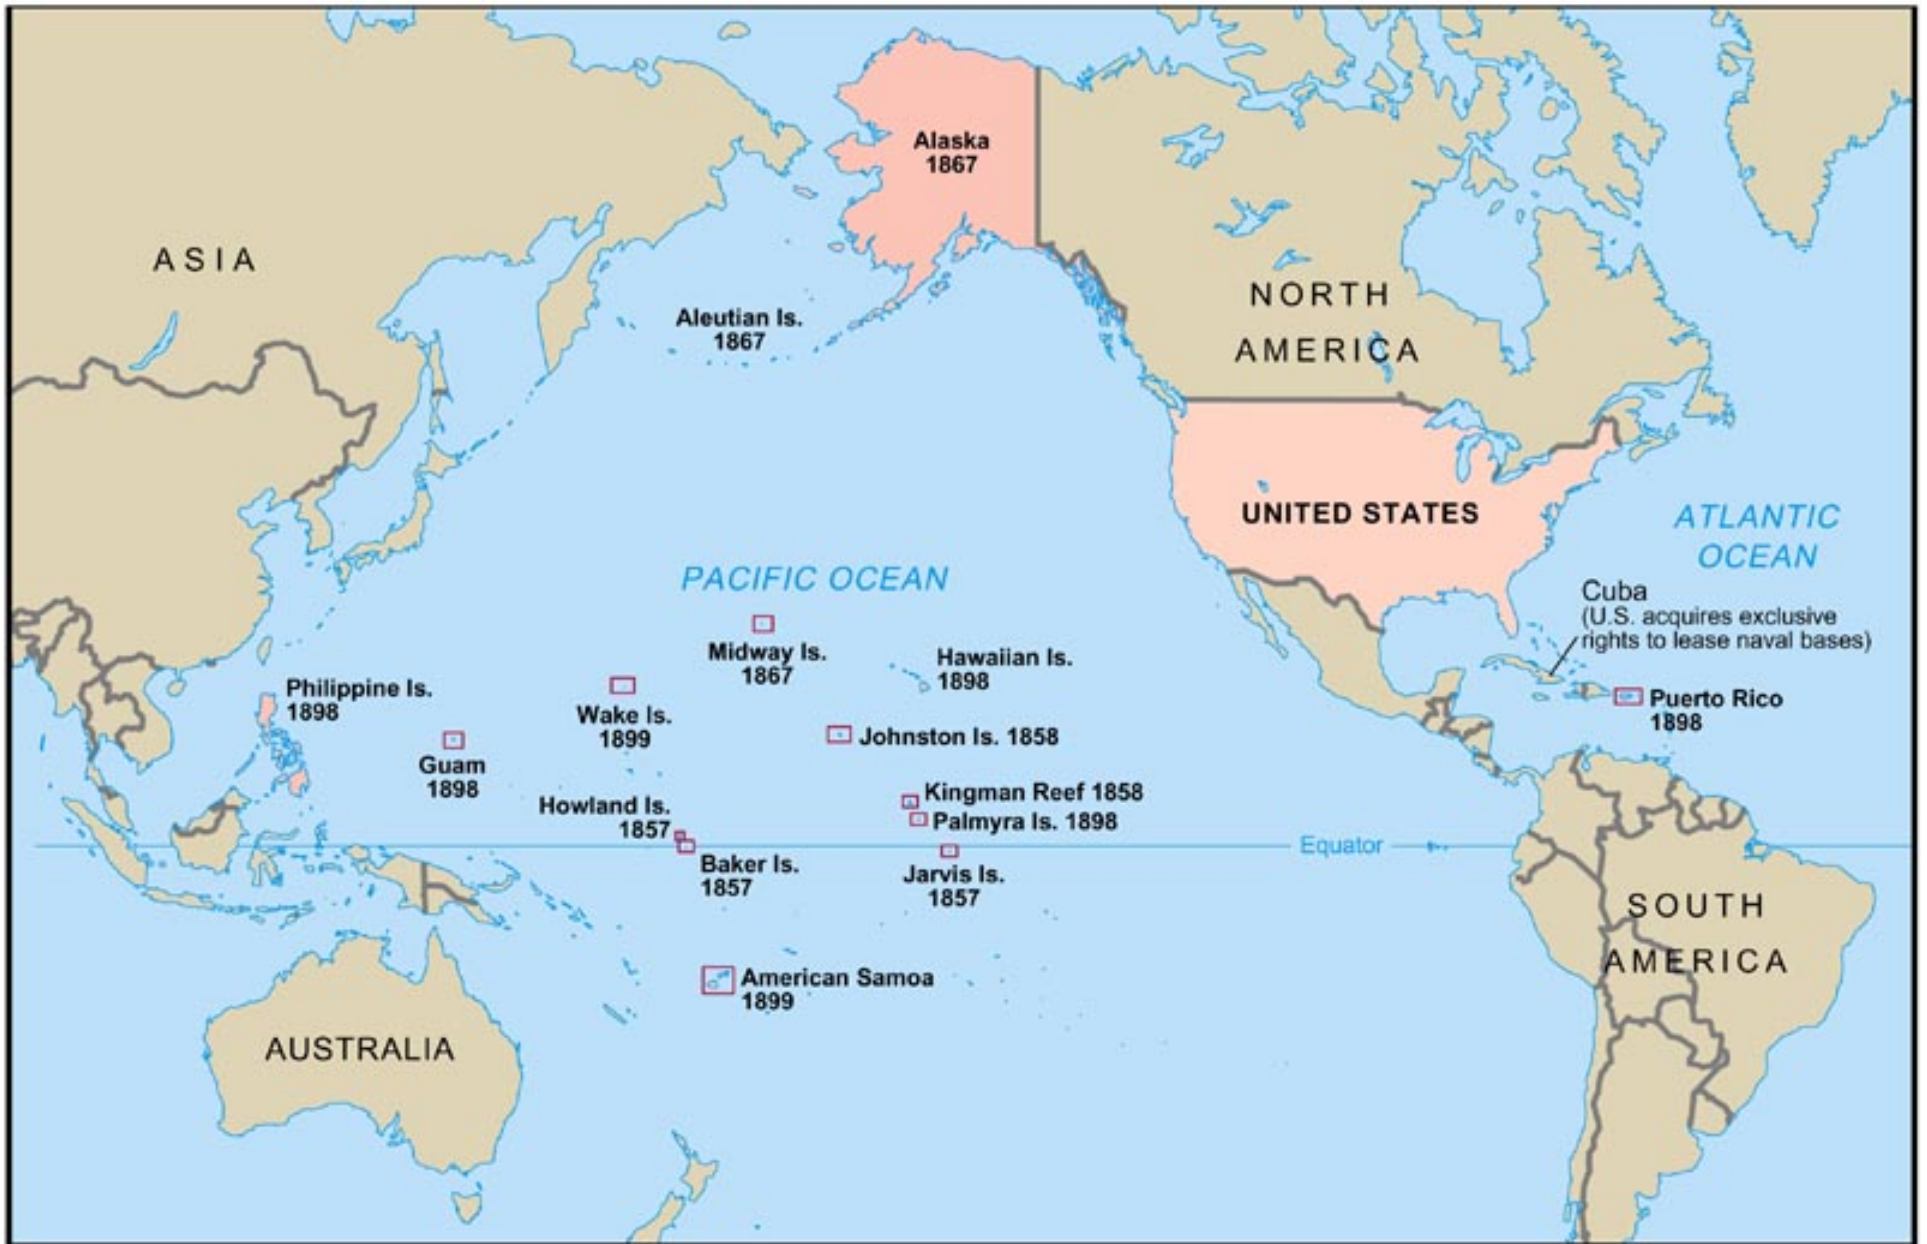 Alaska
1867
ASIA
NORTH
AMERICA
Aleutian Is.
1867
UNITED STATES
ATLANTIC
OCEAN
PACIFIC OCEAN
Cuba
(U.S. acquires exclusive
rights to lease naval bases)
Midway Is.
1867
Hawaiian Is.
1898
Philippine Is.
1898
Puerto Rico
1898
Wake Is.
1899
Johnston Is. 1858
Guam
1898
Kingman Reef 1858
Howland Is.
1857
Palmyra Is. 1898
Equator
Baker Is.
1857
Jarvis Is.
1857
SOUTH
AMERICA
American Samoa
1899
AUSTRALIA